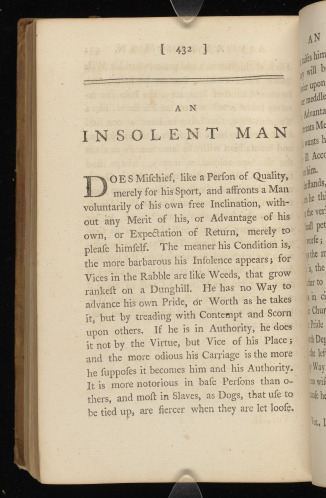 [ 432 ]
AN
INSOLENT MAN
DOES Mischief, like a Person of Quality,
merely for his Sport, and affronts a Man
voluntarily of his own free Inclination, with-
out any Merit of his, or Advantage of his
own, or Expectation of Return, merely to
please himself. The meaner his Condition is,
the more barbarous his Insolence appears; for
Vices in the Rabble are like Weeds, that grow
rankest on a Dunghill. He has no Way to
advance his own Pride, or Worth as he takes
it, but by treading with Contempt and Scorn
upon others. If he is in Authority, he does
it not by the Virtue, but Vice of his Place;
and the more odious his Carriage is the more
he supposes it becomes him and his Authority.
It is more notorious in base Persons than o-
thers, and most in Slaves, as Dogs, that use to
be tied up, are fiercer when they are let loose.